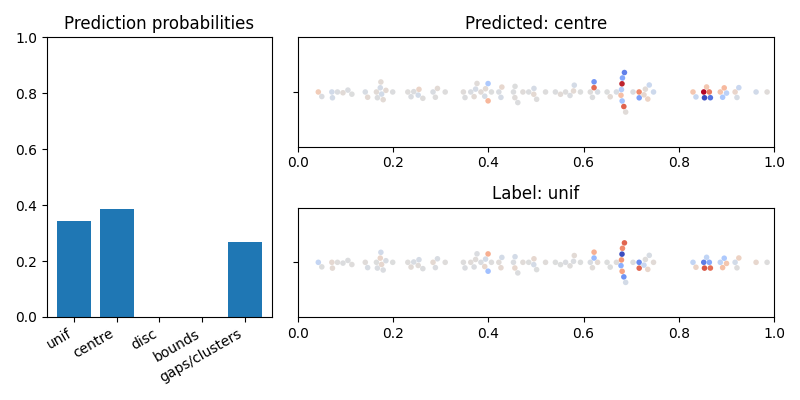 Prediction probabilities
1.0
0.8
0.6
0.4
0.2
0.0
unif
centre
disc
bounds
gaps/clusters
Predicted: centre
0.0 0.2 0.4 0.6 0.8 1.0
Label: unif
0.0 0.2 0.4 0.6 0.8 1.0